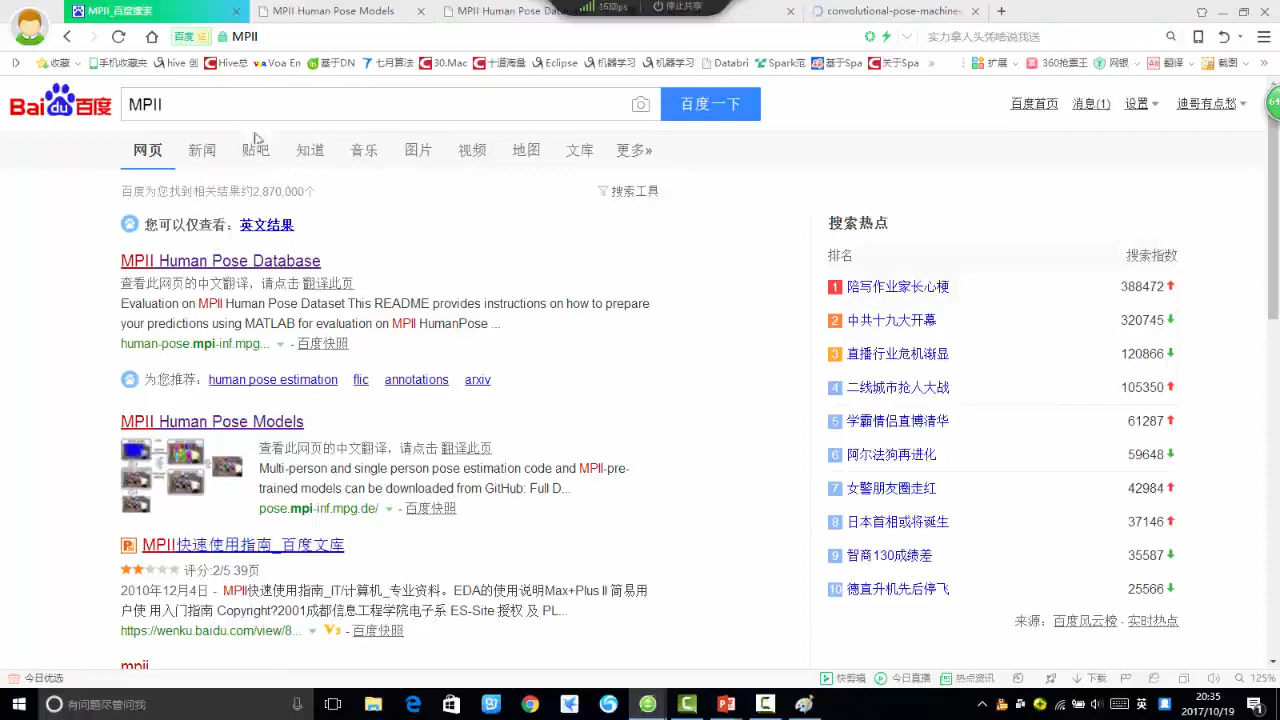 MPII_百度搜索
MPII Human Pose Models
MPII Human Pose Data
16KB/s
停止共享
convolutional-pose-machine
百度
证
MPII
实力拿人头凭啥说我送
收藏 手机收藏夹 hive 创 Hive总 Voa En 基于DN 七月算法 30.Mac 十道海量 Eclipse 机器学习 机器学习 Databri Spark范 基于Spa 关于Spa » 扩展 360抢票王 网银 翻译 截图 »
Bai du 百度
MPII
百度一下
百度首页 消息(1) 设置 迪哥有点愁
网页 新闻 贴吧 知道 音乐 图片 视频 地图 文库 更多»
百度为您找到相关结果约2,870,000个
搜索工具
您可以仅查看：英文结果
MPII Human Pose Database
查看此网页的中文翻译，请点击 翻译此页
Evaluation on MPII Human Pose Dataset This README provides instructions on how to prepare
your predictions using MATLAB for evaluation on MPII HumanPose ...
human-pose.mpi-inf.mpg... - 百度快照
为您推荐： human pose estimation flic annotations arxiv
MPII Human Pose Models
查看此网页的中文翻译，请点击 翻译此页
Multi-person and single person pose estimation code and MPII-pre-
trained models can be downloaded from GitHub: Full D...
pose.mpi-inf.mpg.de/ - 百度快照
MPII快速使用指南_百度文库
评分:2/5 39页
2010年12月4日 - MPII快速使用指南_IT/计算机_专业资料。EDA的使用说明Max+Plus II 简易用
户使 用入门指南 Copyright?2001成都信息工程学院电子系 ES-Site 授权 及 PL...
https://wenku.baidu.com/view/8... V3 - 百度快照
mpii
搜索热点
排名 搜索指数
1 陪写作业家长心梗 388472
2 中共十九大开幕 320745
3 直播行业危机渐显 120866
4 二线城市抢人大战 105350
5 学霸情侣直博清华 61287
6 阿尔法狗再进化 59648
7 女警朋友圈走红 42984
8 日本首相或将诞生 37146
9 智商130成绩差 35587
10 德直升机先后停飞 25566
来源：百度风云榜 - 实时热点
今日优选
快剪辑 今日直播 热点资讯 下载 125%
有问题尽管问我
英
20:35
2017/10/19